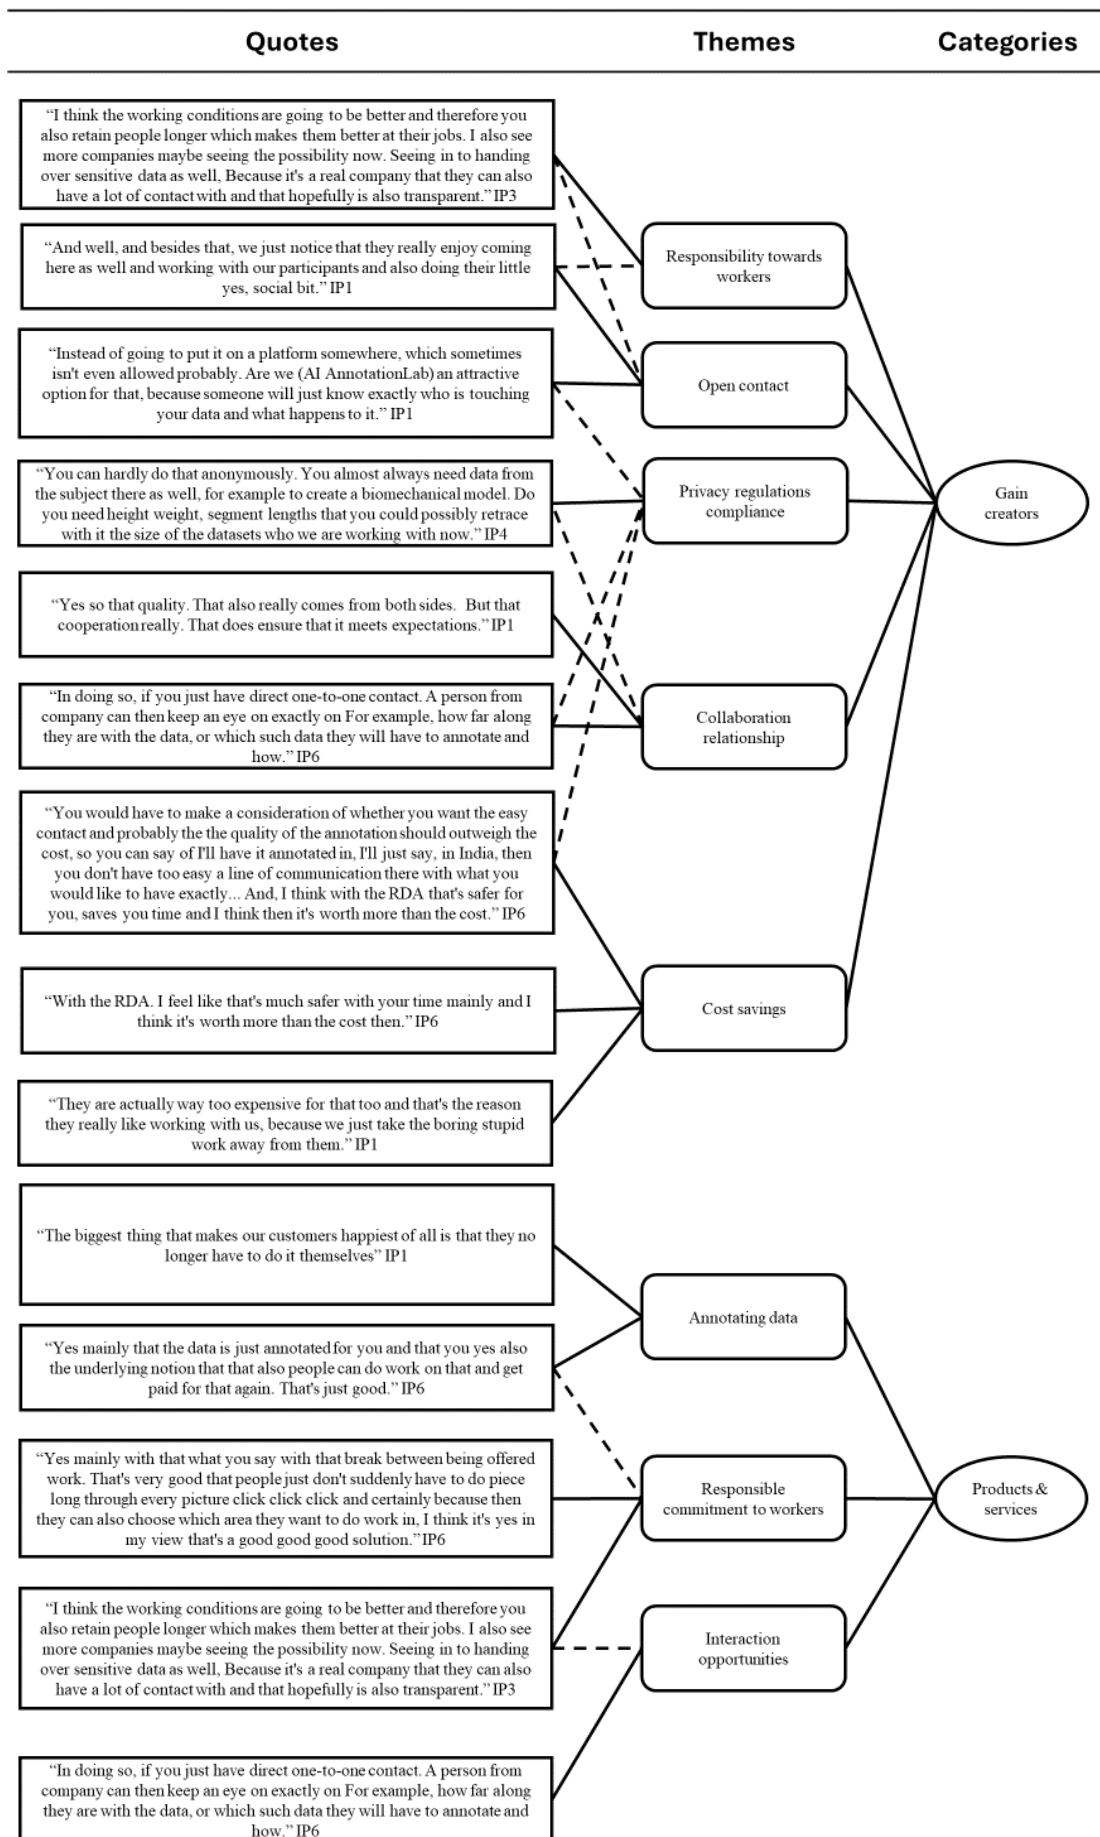 Quotes
Themes
Categories
“I think the working conditions are going to be better and therefore you
also retain people longer which makes them better at their jobs. I also see
more companies maybe seeing the possibility now. Seeing in to handing
over sensitive data as well, Because it's a real company that they can also
have a lot of contact with and that hopefully is also transparent.” IP3
“And well, and besides that, we just notice that they really enjoy coming
here as well and working with our participants and also doing their little
yes, social bit.” IP1
“Instead of going to put it on a platform somewhere, which sometimes
isn't even allowed probably. Are we (AI AnnotationLab) an attractive
option for that, because someone will just know exactly who is touching
your data and what happens to it.” IP1
“You can hardly do that anonymously. You almost always need data from
the subject there as well, for example to create a biomechanical model. Do
you need height weight, segment lengths that you could possibly retrace
with it the size of the datasets who we are working with now.” IP4
“Yes so that quality. That also really comes from both sides. But that
cooperation really. That does ensure that it meets expectations.” IP1
“In doing so, if you just have direct one-to-one contact. A person from
company can then keep an eye on exactly on For example, how far along
they are with the data, or which such data they will have to annotate and
how.” IP6
“You would have to make a consideration of whether you want the easy
contact and probably the the quality of the annotation should outweigh the
cost, so you can say of I'll have it annotated in, I'll just say, in India, then
you don't have too easy a line of communication there with what you
would like to have exactly... And, I think with the RDA that's safer for
you, saves you time and I think then it's worth more than the cost.” IP6
“With the RDA. I feel like that's much safer with your time mainly and I
think it's worth more than the cost then.” IP6
“They are actually way too expensive for that too and that's the reason
they really like working with us, because we just take the boring stupid
work away from them.” IP1
Responsibility towards
workers
Open contact
Privacy regulations
compliance
Collaboration
relationship
Cost savings
Gain
creators
“The biggest thing that makes our customers happiest of all is that they no
longer have to do it themselves” IP1
“Yes mainly that the data is just annotated for you and that you yes also
the underlying notion that that also people can do work on that and get
paid for that again. That's just good.” IP6
“Yes mainly with that what you say with that break between being offered
work. That's very good that people just don't suddenly have to do piece
long through every picture click click click and certainly because then
they can also choose which area they want to do work in, I think it's yes in
my view that's a good good good solution.” IP6
“I think the working conditions are going to be better and therefore you
also retain people longer which makes them better at their jobs. I also see
more companies maybe seeing the possibility now. Seeing in to handing
over sensitive data as well, Because it's a real company that they can also
have a lot of contact with and that hopefully is also transparent.” IP3
“In doing so, if you just have direct one-to-one contact. A person from
company can then keep an eye on exactly on For example, how far along
they are with the data, or which such data they will have to annotate and
how.” IP6
Annotating data
Responsible
commitment to workers
Interaction
opportunities
Products &
services